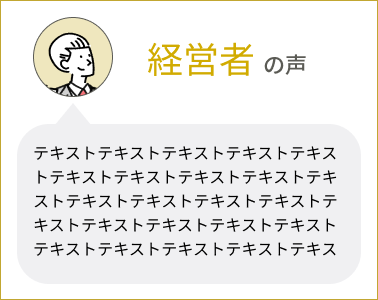 経営者 の声
テキストテキストテキストテキストテキス
トテキストテキストテキストテキストテキ
ストテキストテキストテキストテキストテ
キストテキストテキストテキストテキスト
テキストテキストテキストテキストテキス